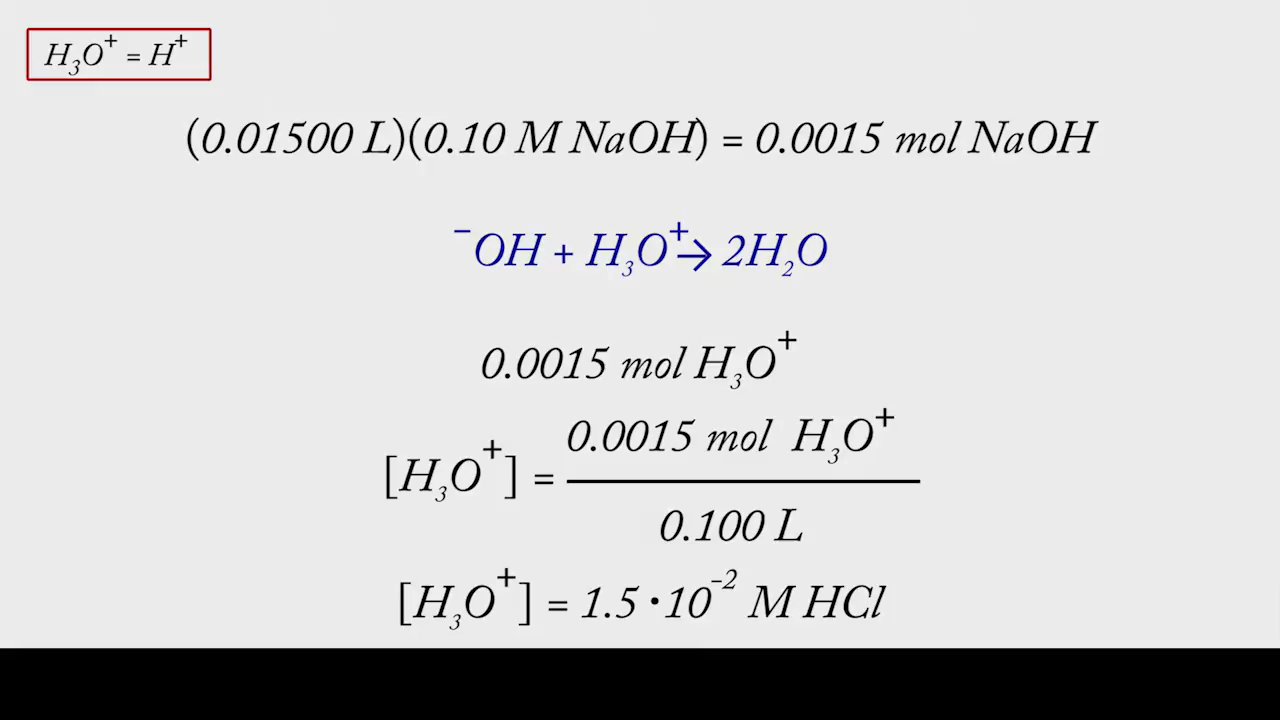 H₃O⁺ = H⁺
(0.01500 L)(0.10 M NaOH) = 0.0015 mol NaOH
⁻OH + H₃O⁺→ 2H₂O
0.0015 mol H₃O⁺
[H₃O⁺] = 0.0015 mol H₃O⁺
0.100 L
[H₃O⁺] = 1.5 · 10⁻² M HCl